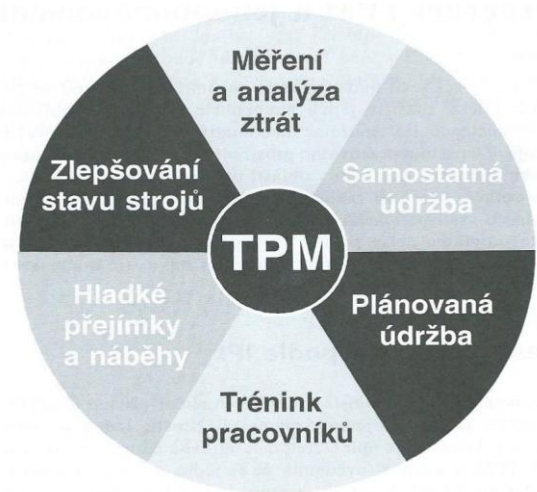 Měření
a analýza
ztrát
Samostatná
údržba
Plánovaná
údržba
Trénink
pracovníků
Hladké
přejímky
a náběhy
Zlepšování
stavu strojů
TPM